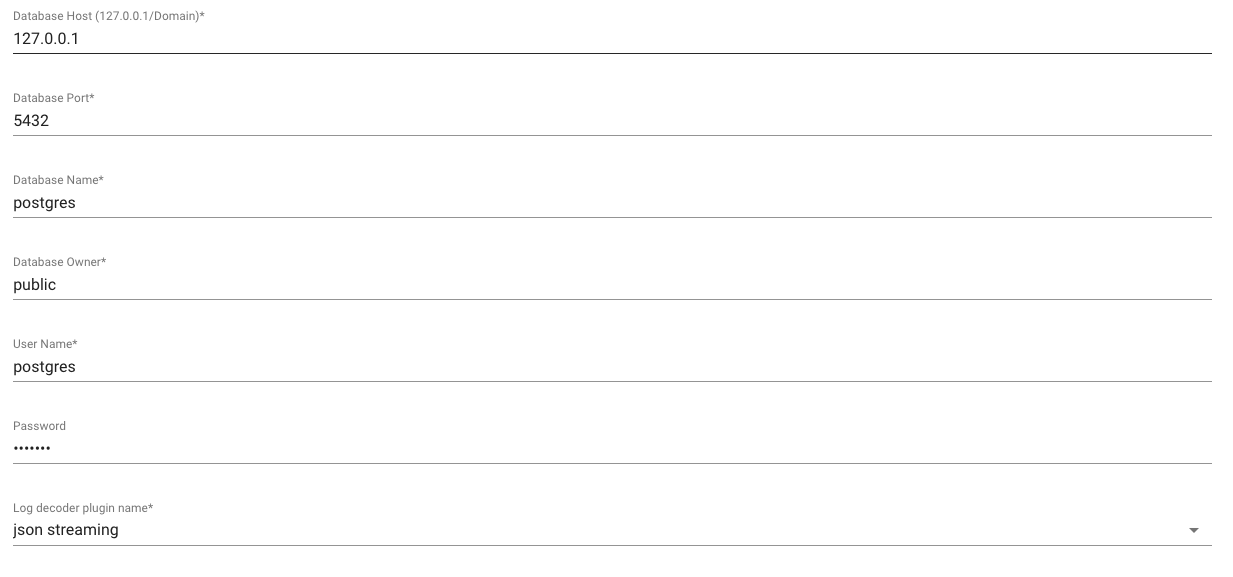 Database Host (127.0.0.1/Domain)*
127.0.0.1
Database Port*
5432
Database Name*
postgres
Database Owner*
public
User Name*
postgres
Password
•••••••
Log decoder plugin name*
json streaming